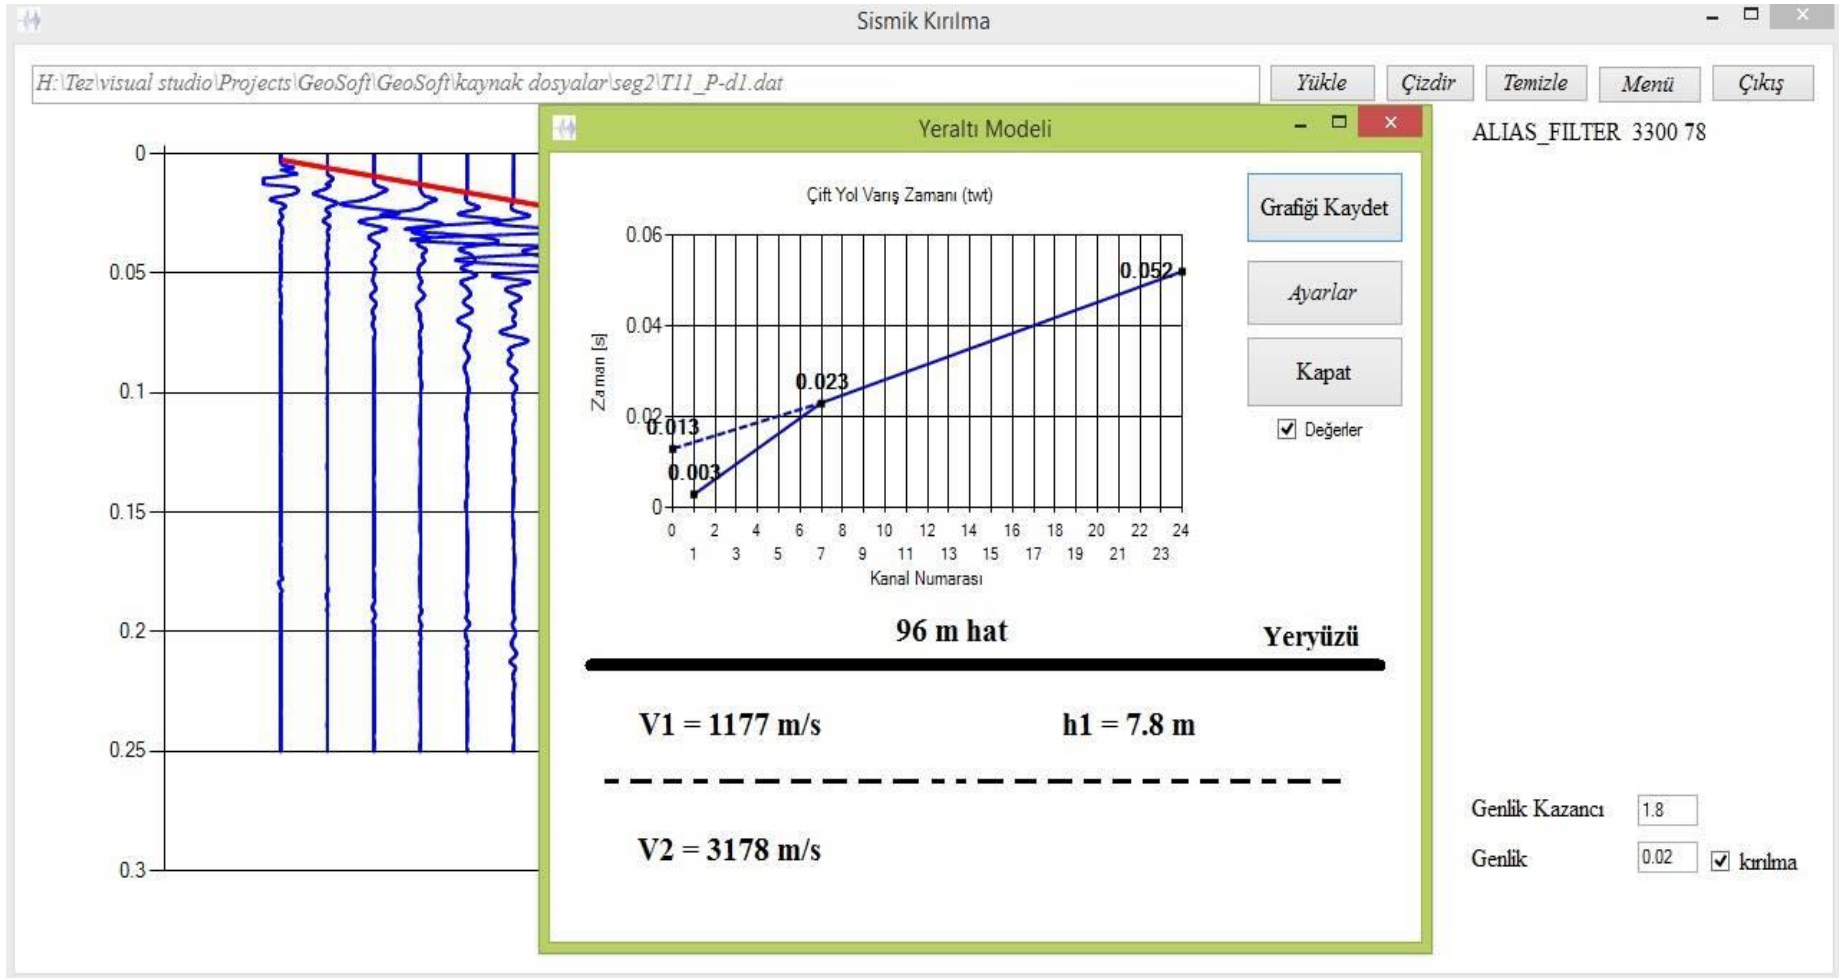 Sismik Kırılma
H:\Tez\visual studio\Projects\GeoSoft\GeoSoft\kaynak dosyalar\seg2\T11_P-d1.dat
Yükle
Çizdir
Temizle
Menü
Çıkış
ALIAS_FILTER 3300 78
0
0.05
0.1
0.15
0.2
0.25
0.3
Yeraltı Modeli
Çift Yol Varış Zamanı (twt)
Zaman [s]
0.06
0.04
0.02
0
0.052
0.023
0.013
0.003
0 2 4 6 8 10 12 14 16 18 20 22 24
1 3 5 7 9 11 13 15 17 19 21 23
Kanal Numarası
Grafiği Kaydet
Ayarlar
Kapat
Değerler
96 m hat
Yeryüzü
V1 = 1177 m/s
h1 = 7.8 m
V2 = 3178 m/s
Genlik Kazancı 1.8
Genlik 0.02 kırılma